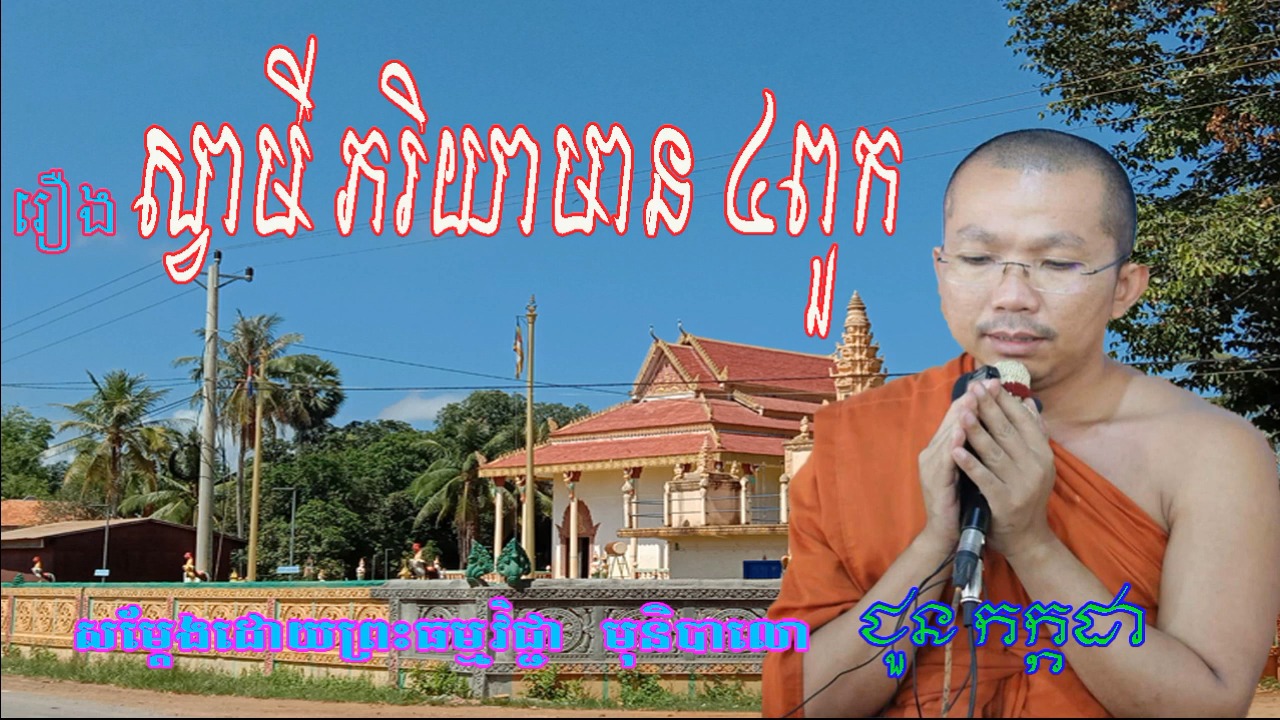 រឿង ស្វាមី ភរិយាមាន ៤ពួក
សម្ដែងដោយព្រះធម្មវិជ្ជា មុនិបាលោ ជួន កក្កដា